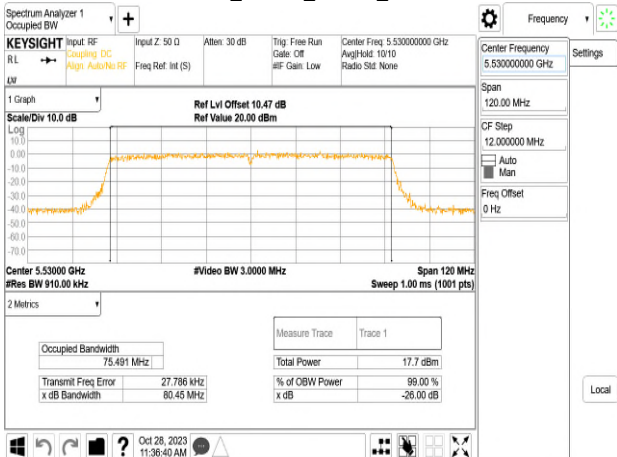 Spectrum Analyzer 1
Occupied BW
Frequency
KEYSIGHT
RL
Input: RF
Coupling: DC
Align: Auto/No RF
Input Z: 50 Ω
Freq Ref: Int (S)
Atten: 30 dB
Trig: Free Run
Gate: Off
#IF Gain: Low
Center Freq: 5.530000000 GHz
Avg|Hold: 10/10
Radio Std: None
Center Frequency
5.530000000 GHz
Settings
Span
120.00 MHz
CF Step
12.000000 MHz
Auto
Man
Freq Offset
0 Hz
1 Graph
Scale/Div 10.0 dB
Ref Lvl Offset 10.47 dB
Ref Value 20.00 dBm
Log
10.0
0.00
-10.0
-20.0
-30.0
-40.0
-50.0
-60.0
-70.0
Center 5.53000 GHz
#Res BW 910.00 kHz
#Video BW 3.0000 MHz
Span 120 MHz
Sweep 1.00 ms (1001 pts)
2 Metrics
Measure Trace Trace 1
Occupied Bandwidth
75.491 MHz
Total Power 17.7 dBm
Transmit Freq Error 27.786 kHz
% of OBW Power 99.00 %
x dB Bandwidth 80.45 MHz
x dB -26.00 dB
Local
?
Oct 28, 2023
11:36:40 AM